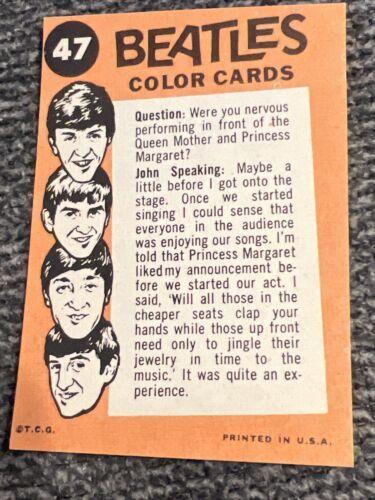 47 BEATLES
COLOR CARDS
Question: Were you nervous
performing in front of the
Queen Mother and Princess
Margaret?
John Speaking: Maybe a
little before I got onto the
stage. Once we started
singing I could sense that
everyone in the audience
was enjoying our songs. I'm
told that Princess Margaret
liked my announcement be-
fore we started our act. I
said, 'Will all those in the
cheaper seats clap your
hands while those up front
need only to jingle their
jewelry in time to the
music.' It was quite an ex-
perience.
©T.C.G.
PRINTED IN U.S.A.